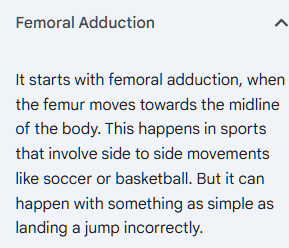 Femoral Adduction
It starts with femoral adduction, when
the femur moves towards the midline
of the body. This happens in sports
that involve side to side movements
like soccer or basketball. But it can
happen with something as simple as
landing a jump incorrectly.